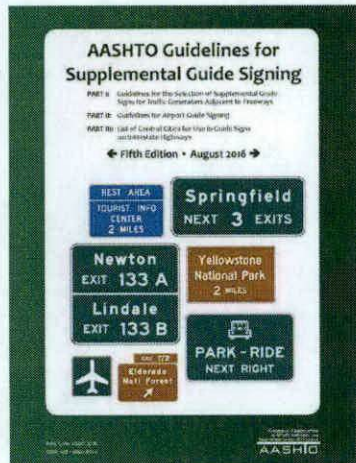 AASHTO Guidelines for
Supplemental Guide Signing
PART I: Guidelines for the Selection of Supplemental Guide
Signs for Traffic Generators Adjacent to Freeways
PART II: Guidelines for Airport Guide Signing
PART III: List of Control Cities for Use in Guide Signs
on Interstate Highways
← Fifth Edition • August 2016 →
REST AREA
TOURIST INFO
CENTER
2 MILES
Springfield
NEXT 3 EXITS
Newton
EXIT 133 A
Lindale
EXIT 133 B
Yellowstone
National Park
2 MILES
PARK - RIDE
NEXT RIGHT
Eldorado
Natl Forest
AASHTO